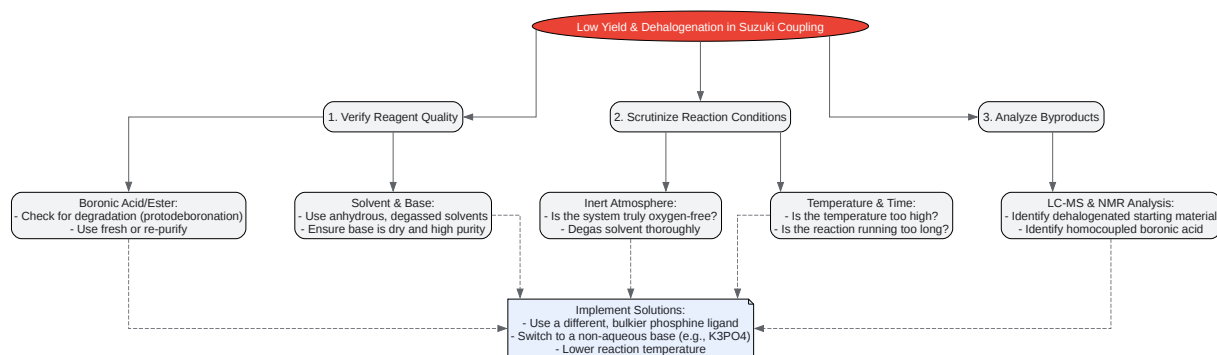 Low Yield & Dehalogenation in Suzuki Coupling
1. Verify Reagent Quality
2. Scrutinize Reaction Conditions
3. Analyze Byproducts
Boronic Acid/Ester:
- Check for degradation (protodeboronation)
- Use fresh or re-purify
Solvent & Base:
- Use anhydrous, degassed solvents
- Ensure base is dry and high purity
Inert Atmosphere:
- Is the system truly oxygen-free?
- Degas solvent thoroughly
Temperature & Time:
- Is the temperature too high?
- Is the reaction running too long?
LC-MS & NMR Analysis:
- Identify dehalogenated starting material
- Identify homocoupled boronic acid
Implement Solutions:
- Use a different, bulkier phosphine ligand
- Switch to a non-aqueous base (e.g., K3PO4)
- Lower reaction temperature